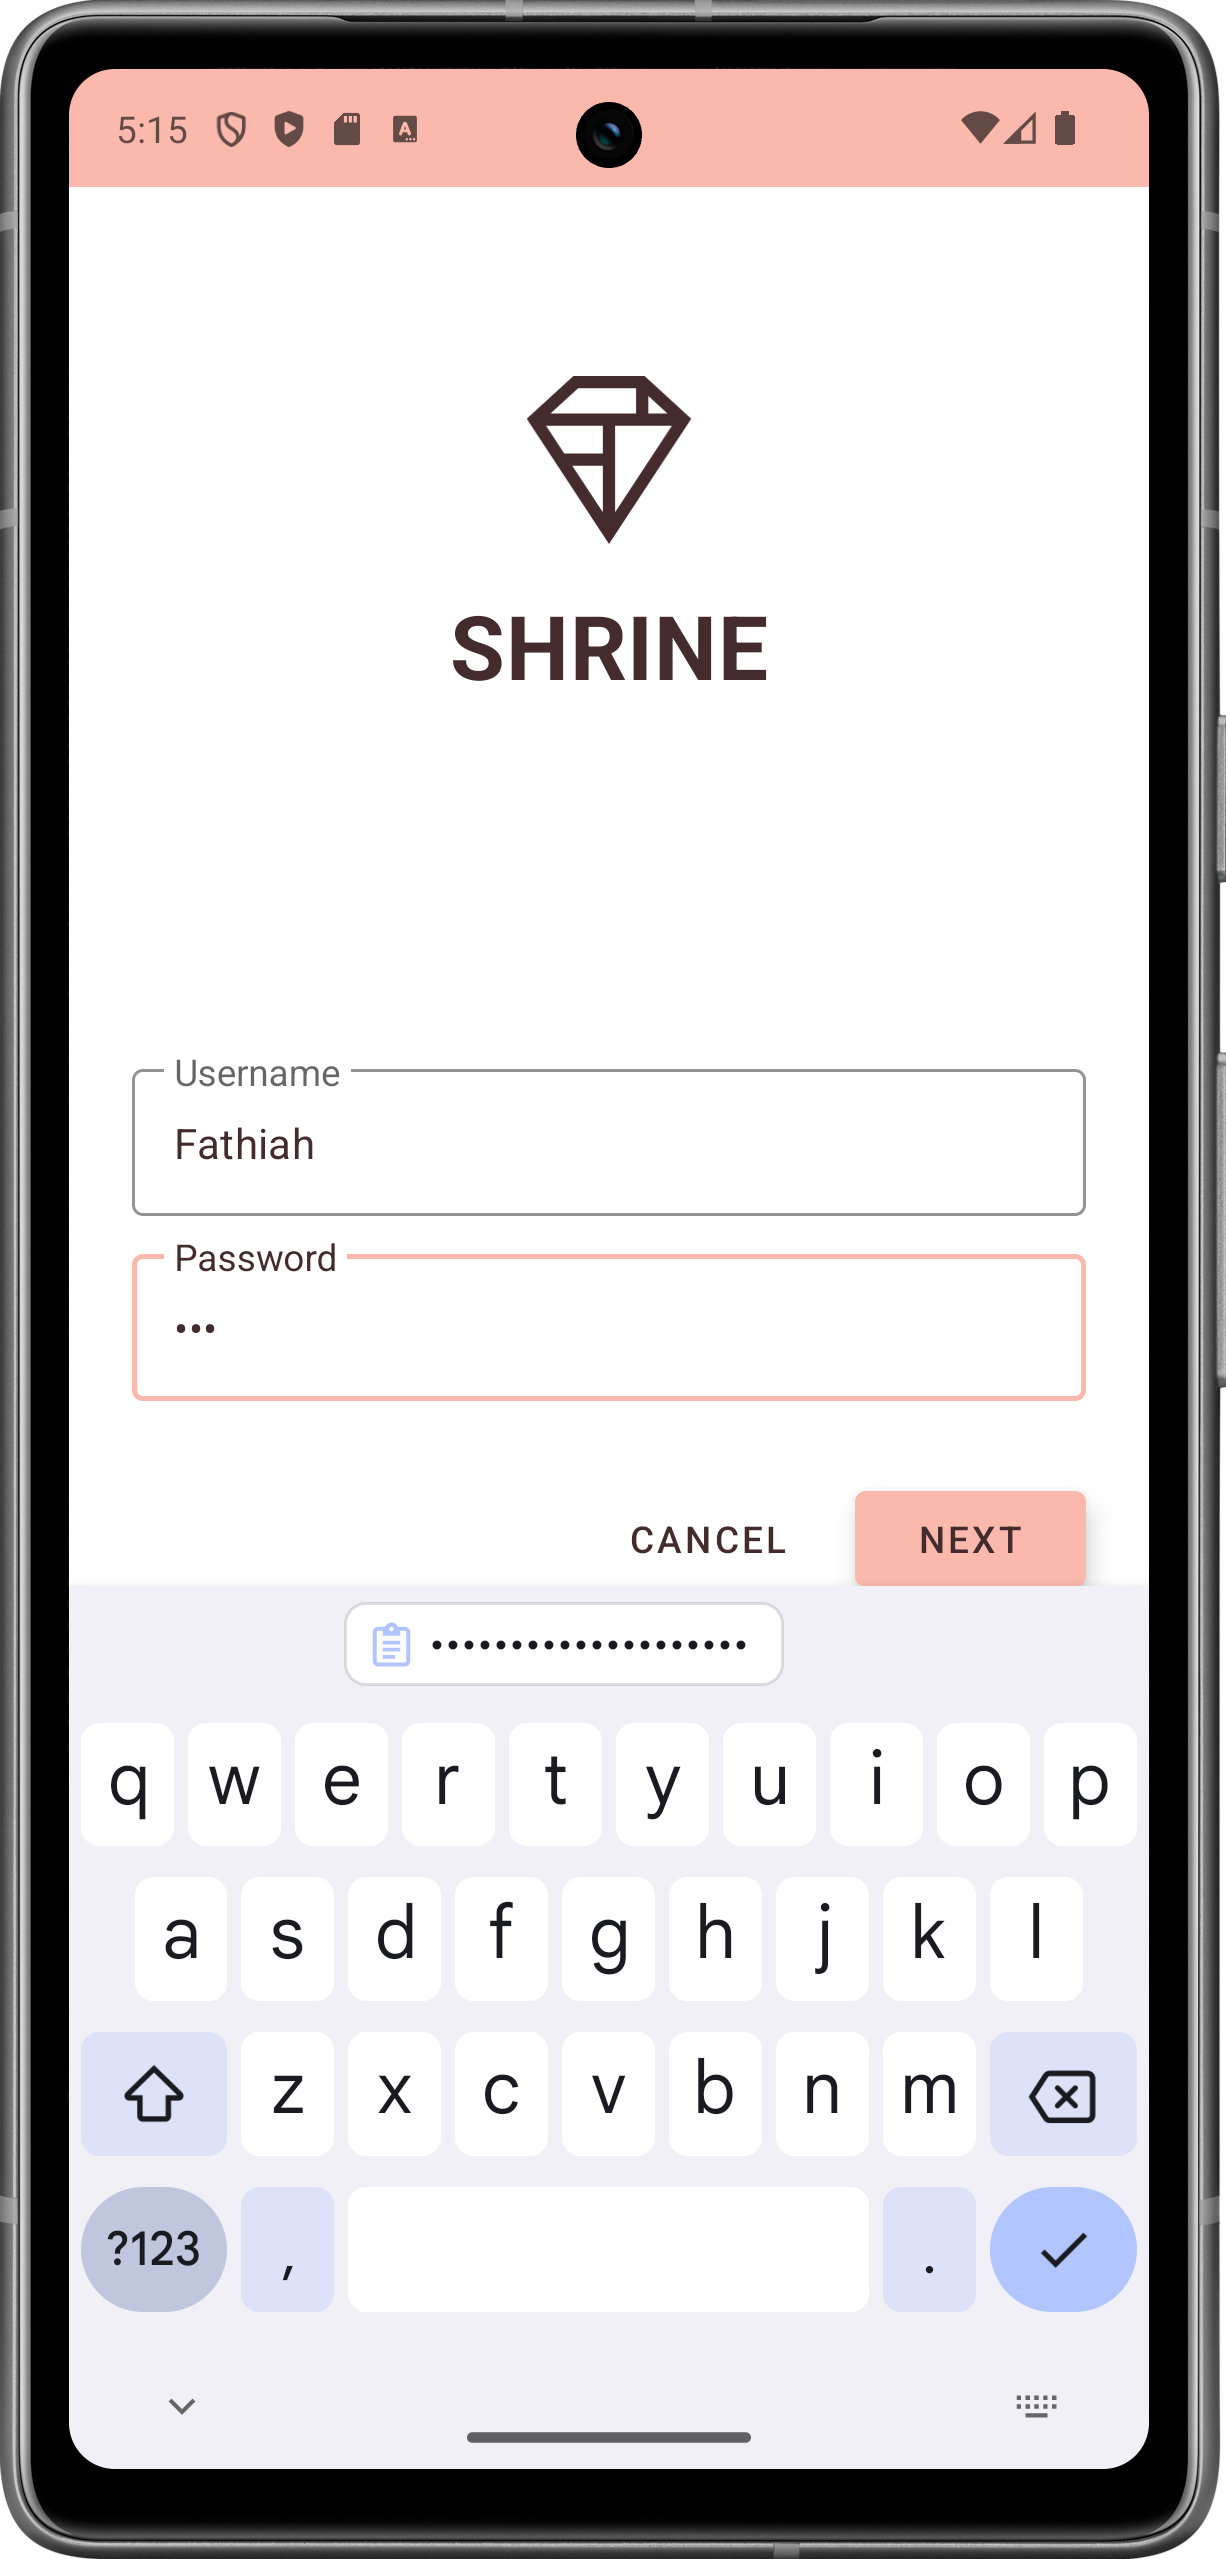 5:15
SHRINE
Username
Fathiah
Password
•••
CANCEL
NEXT
••••••••••••••••••••
q w e r t y u i o p
a s d f g h j k l
z x c v b n m
?123 , .